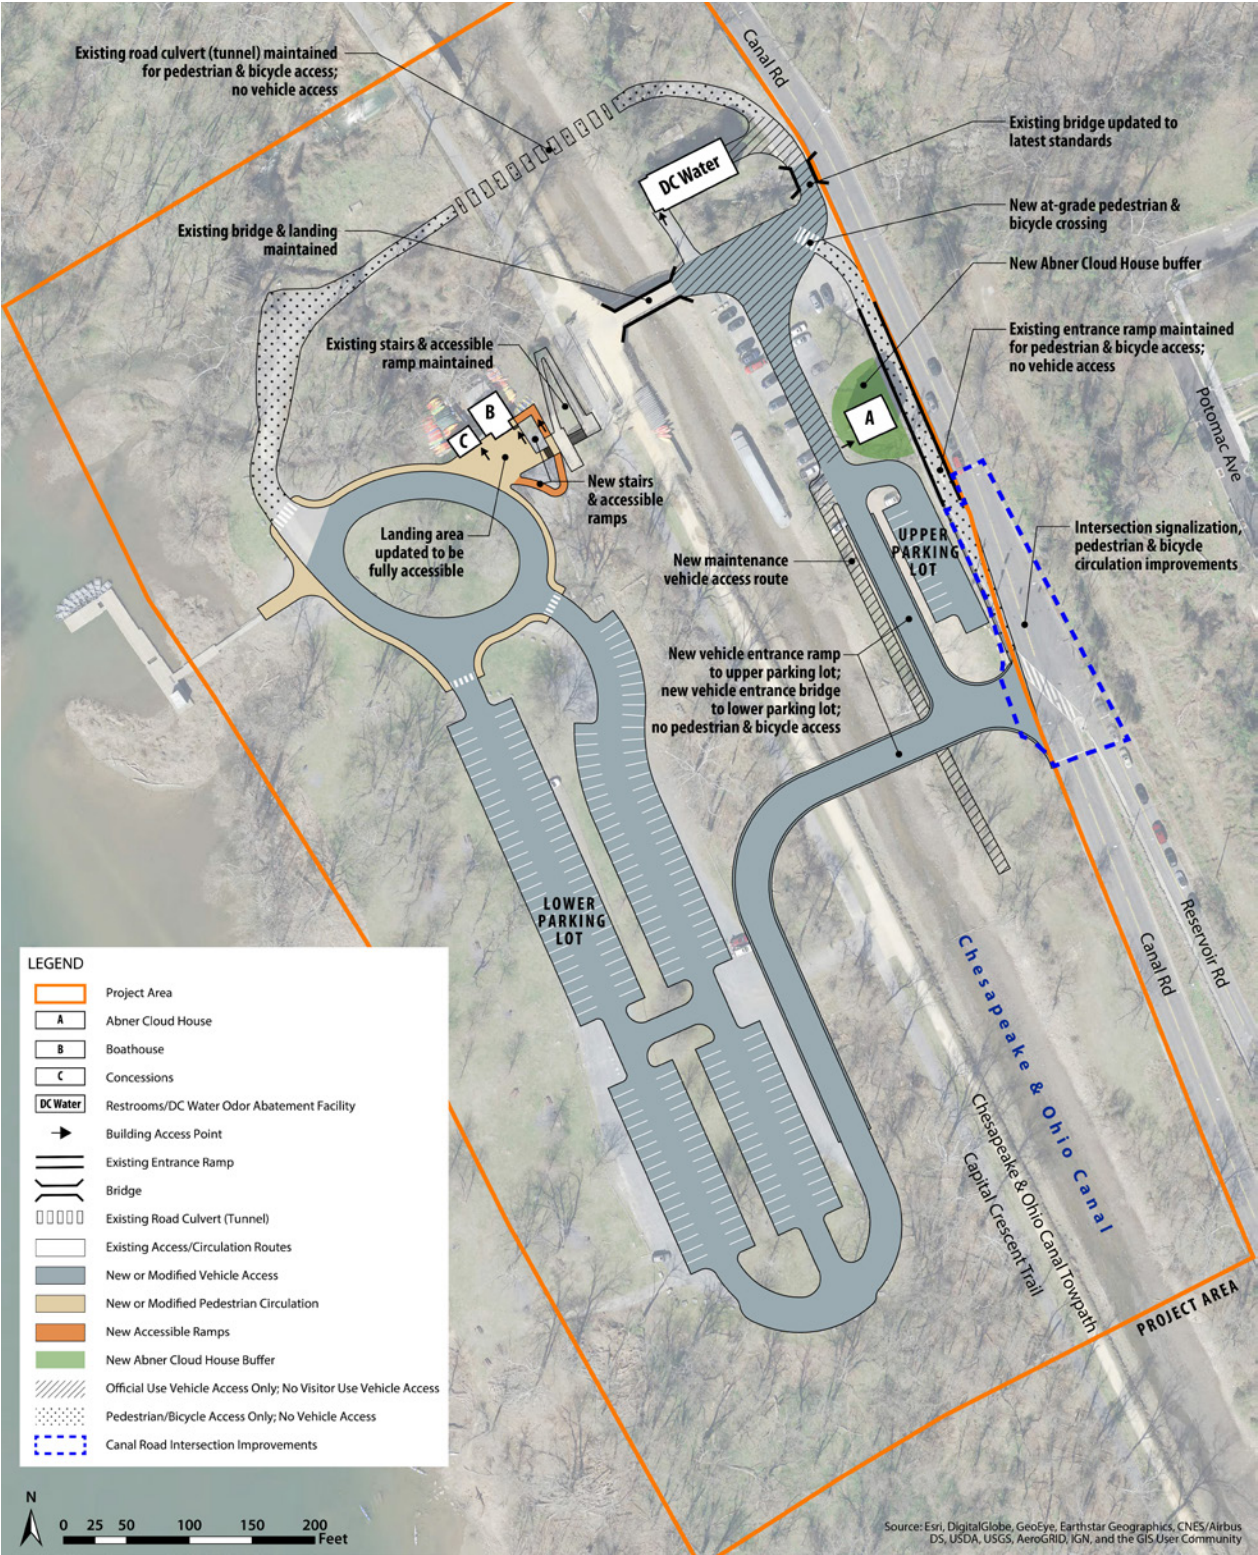 Existing road culvert (tunnel) maintained
for pedestrian & bicycle access;
no vehicle access
Canal Rd
Existing bridge updated to
latest standards
DC Water
New at-grade pedestrian &
bicycle crossing
Existing bridge & landing
maintained
New Abner Cloud House buffer
Existing entrance ramp maintained
for pedestrian & bicycle access;
no vehicle access
Existing stairs & accessible
ramp maintained
Potomac Ave
A
B
C
New stairs
& accessible
ramps
Landing area
updated to be
fully accessible
UPPER
PARKING
LOT
Intersection signalization,
pedestrian & bicycle
circulation improvements
New maintenance
vehicle access route
New vehicle entrance ramp
to upper parking lot;
new vehicle entrance bridge
to lower parking lot;
no pedestrian & bicycle access
LOWER
PARKING
LOT
Canal Rd
Reservoir Rd
Chesapeake & Ohio Canal
Chesapeake & Ohio Canal Towpath
Capital Crescent Trail
PROJECT AREA
LEGEND
Project Area
A Abner Cloud House
B Boathouse
C Concessions
DC Water Restrooms/DC Water Odor Abatement Facility
Building Access Point
Existing Entrance Ramp
Bridge
Existing Road Culvert (Tunnel)
Existing Access/Circulation Routes
New or Modified Vehicle Access
New or Modified Pedestrian Circulation
New Accessible Ramps
New Abner Cloud House Buffer
Official Use Vehicle Access Only; No Visitor Use Vehicle Access
Pedestrian/Bicycle Access Only; No Vehicle Access
Canal Road Intersection Improvements
N
0 25 50 100 150 200
Feet
Source: Esri, DigitalGlobe, GeoEye, Earthstar Geographics, CNES/Airbus
DS, USDA, USGS, AeroGRID, IGN, and the GIS User Community